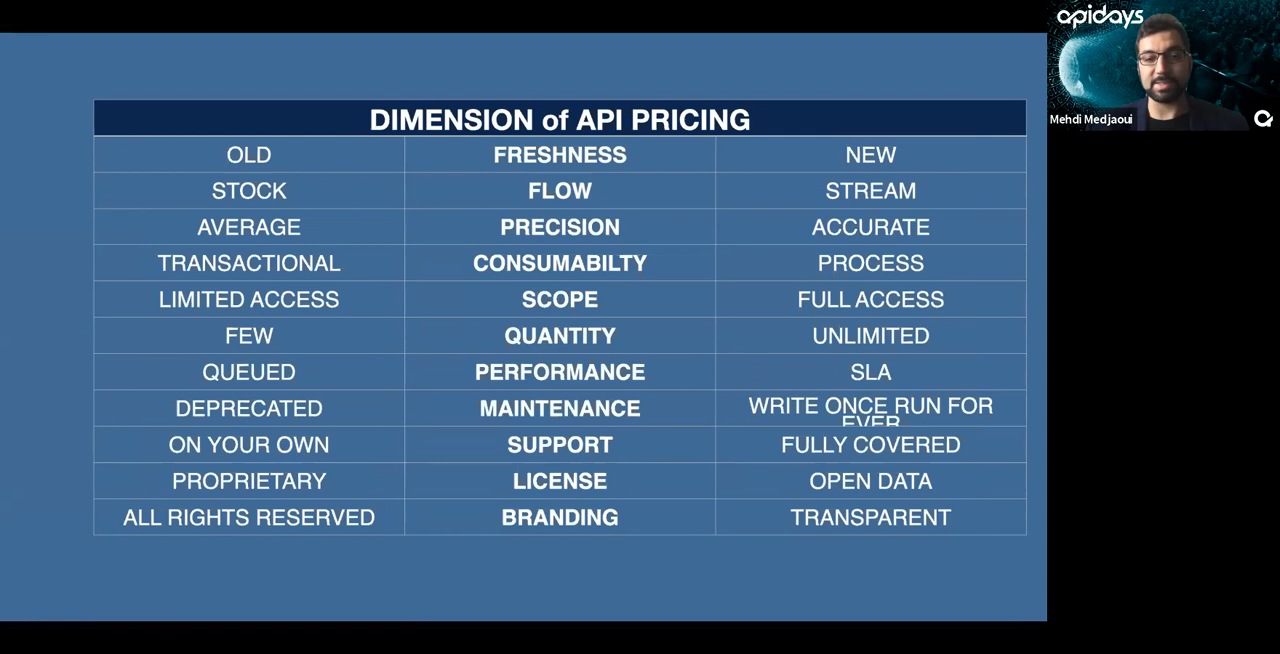 apidays
Mehdi Medjaoui
DIMENSION of API PRICING
OLD FRESHNESS NEW
STOCK FLOW STREAM
AVERAGE PRECISION ACCURATE
TRANSACTIONAL CONSUMABILTY PROCESS
LIMITED ACCESS SCOPE FULL ACCESS
FEW QUANTITY UNLIMITED
QUEUED PERFORMANCE SLA
DEPRECATED MAINTENANCE WRITE ONCE RUN FOR
EVER
ON YOUR OWN SUPPORT FULLY COVERED
PROPRIETARY LICENSE OPEN DATA
ALL RIGHTS RESERVED BRANDING TRANSPARENT